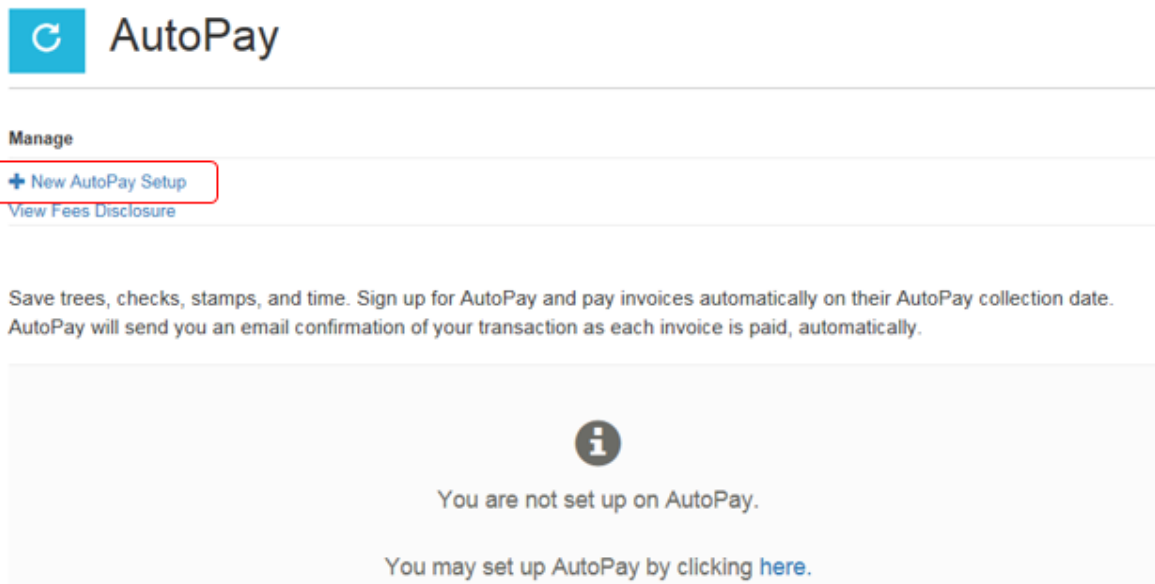 AutoPay
Manage
New AutoPay Setup
View Fees Disclosure
Save trees, checks, stamps, and time. Sign up for AutoPay and pay invoices automatically on their AutoPay collection date.
AutoPay will send you an email confirmation of your transaction as each invoice is paid, automatically.
You are not set up on AutoPay.
You may set up AutoPay by clicking here.